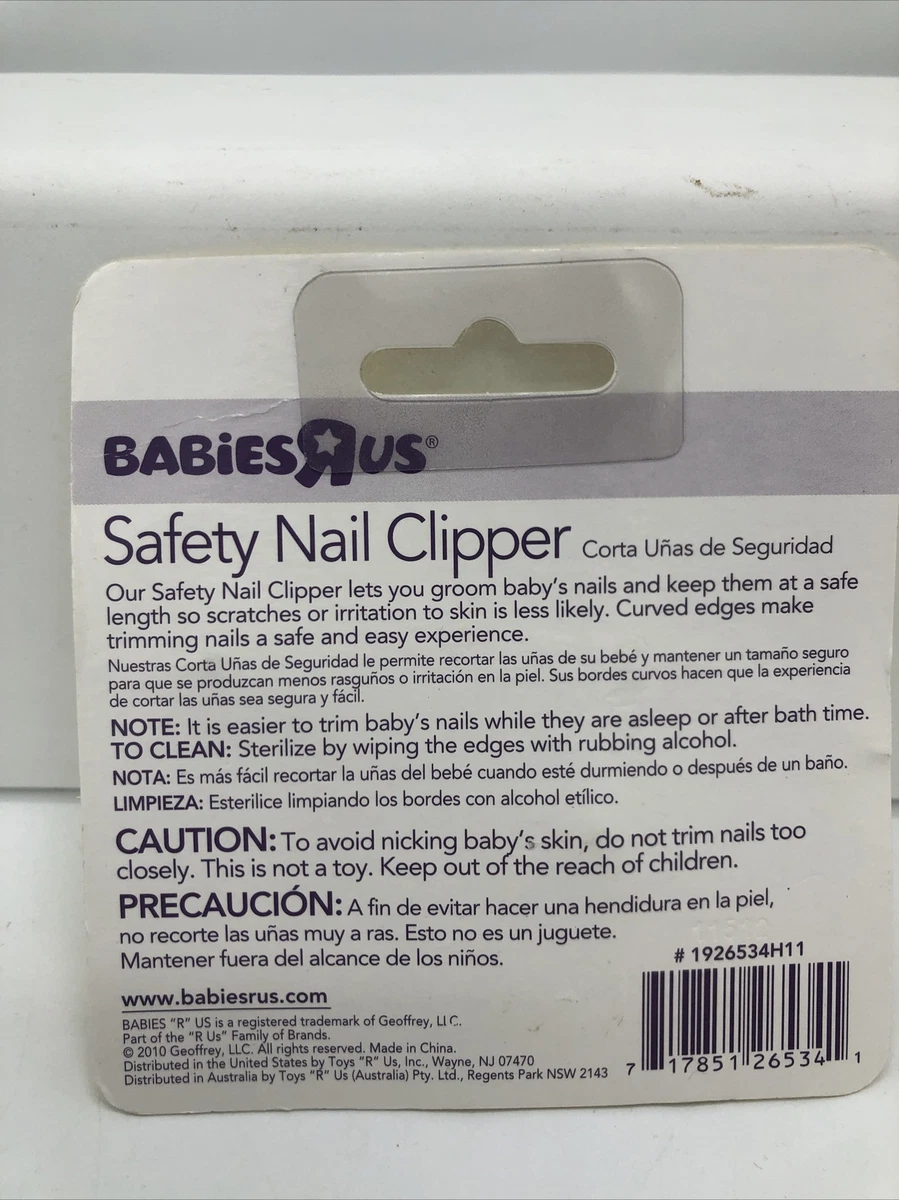 BABiES R US®
Safety Nail Clipper Corta Uñas de Seguridad
Our Safety Nail Clipper lets you groom baby's nails and keep them at a safe
length so scratches or irritation to skin is less likely. Curved edges make
trimming nails a safe and easy experience.
Nuestras Corta Uñas de Seguridad le permite recortar las uñas de su bebé y mantener un tamaño seguro
para que se produzcan menos rasguños o irritación en la piel. Sus bordes curvos hacen que la experiencia
de cortar las uñas sea segura y fácil.
NOTE: It is easier to trim baby's nails while they are asleep or after bath time.
TO CLEAN: Sterilize by wiping the edges with rubbing alcohol.
NOTA: Es más fácil recortar la uñas del bebé cuando esté durmiendo o después de un baño.
LIMPIEZA: Esterilice limpiando los bordes con alcohol etílico.
CAUTION: To avoid nicking baby's skin, do not trim nails too
closely. This is not a toy. Keep out of the reach of children.
PRECAUCIÓN: A fin de evitar hacer una hendidura en la piel,
no recorte las uñas muy a ras. Esto no es un juguete.
Mantener fuera del alcance de los niños.
# 1926534H11
www.babiesrus.com
BABIES "R" US is a registered trademark of Geoffrey, LLC.
Part of the "R Us" Family of Brands.
© 2010 Geoffrey, LLC. All rights reserved. Made in China.
Distributed in the United States by Toys "R" Us, Inc., Wayne, NJ 07470
Distributed in Australia by Toys "R" Us (Australia) Pty. Ltd., Regents Park NSW 2143
7 17851 26534 1